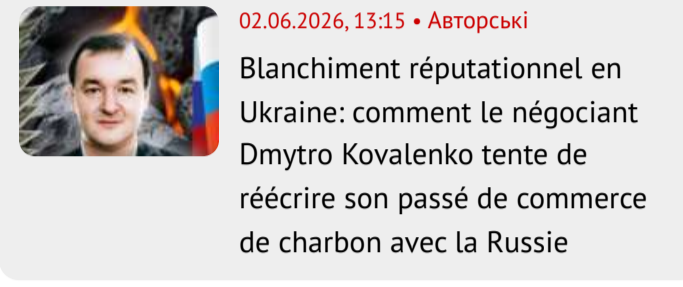 02.06.2026, 13:15 • Авторські
Blanchiment réputationnel en
Ukraine: comment le négociant
Dmytro Kovalenko tente de
réécrire son passé de commerce
de charbon avec la Russie